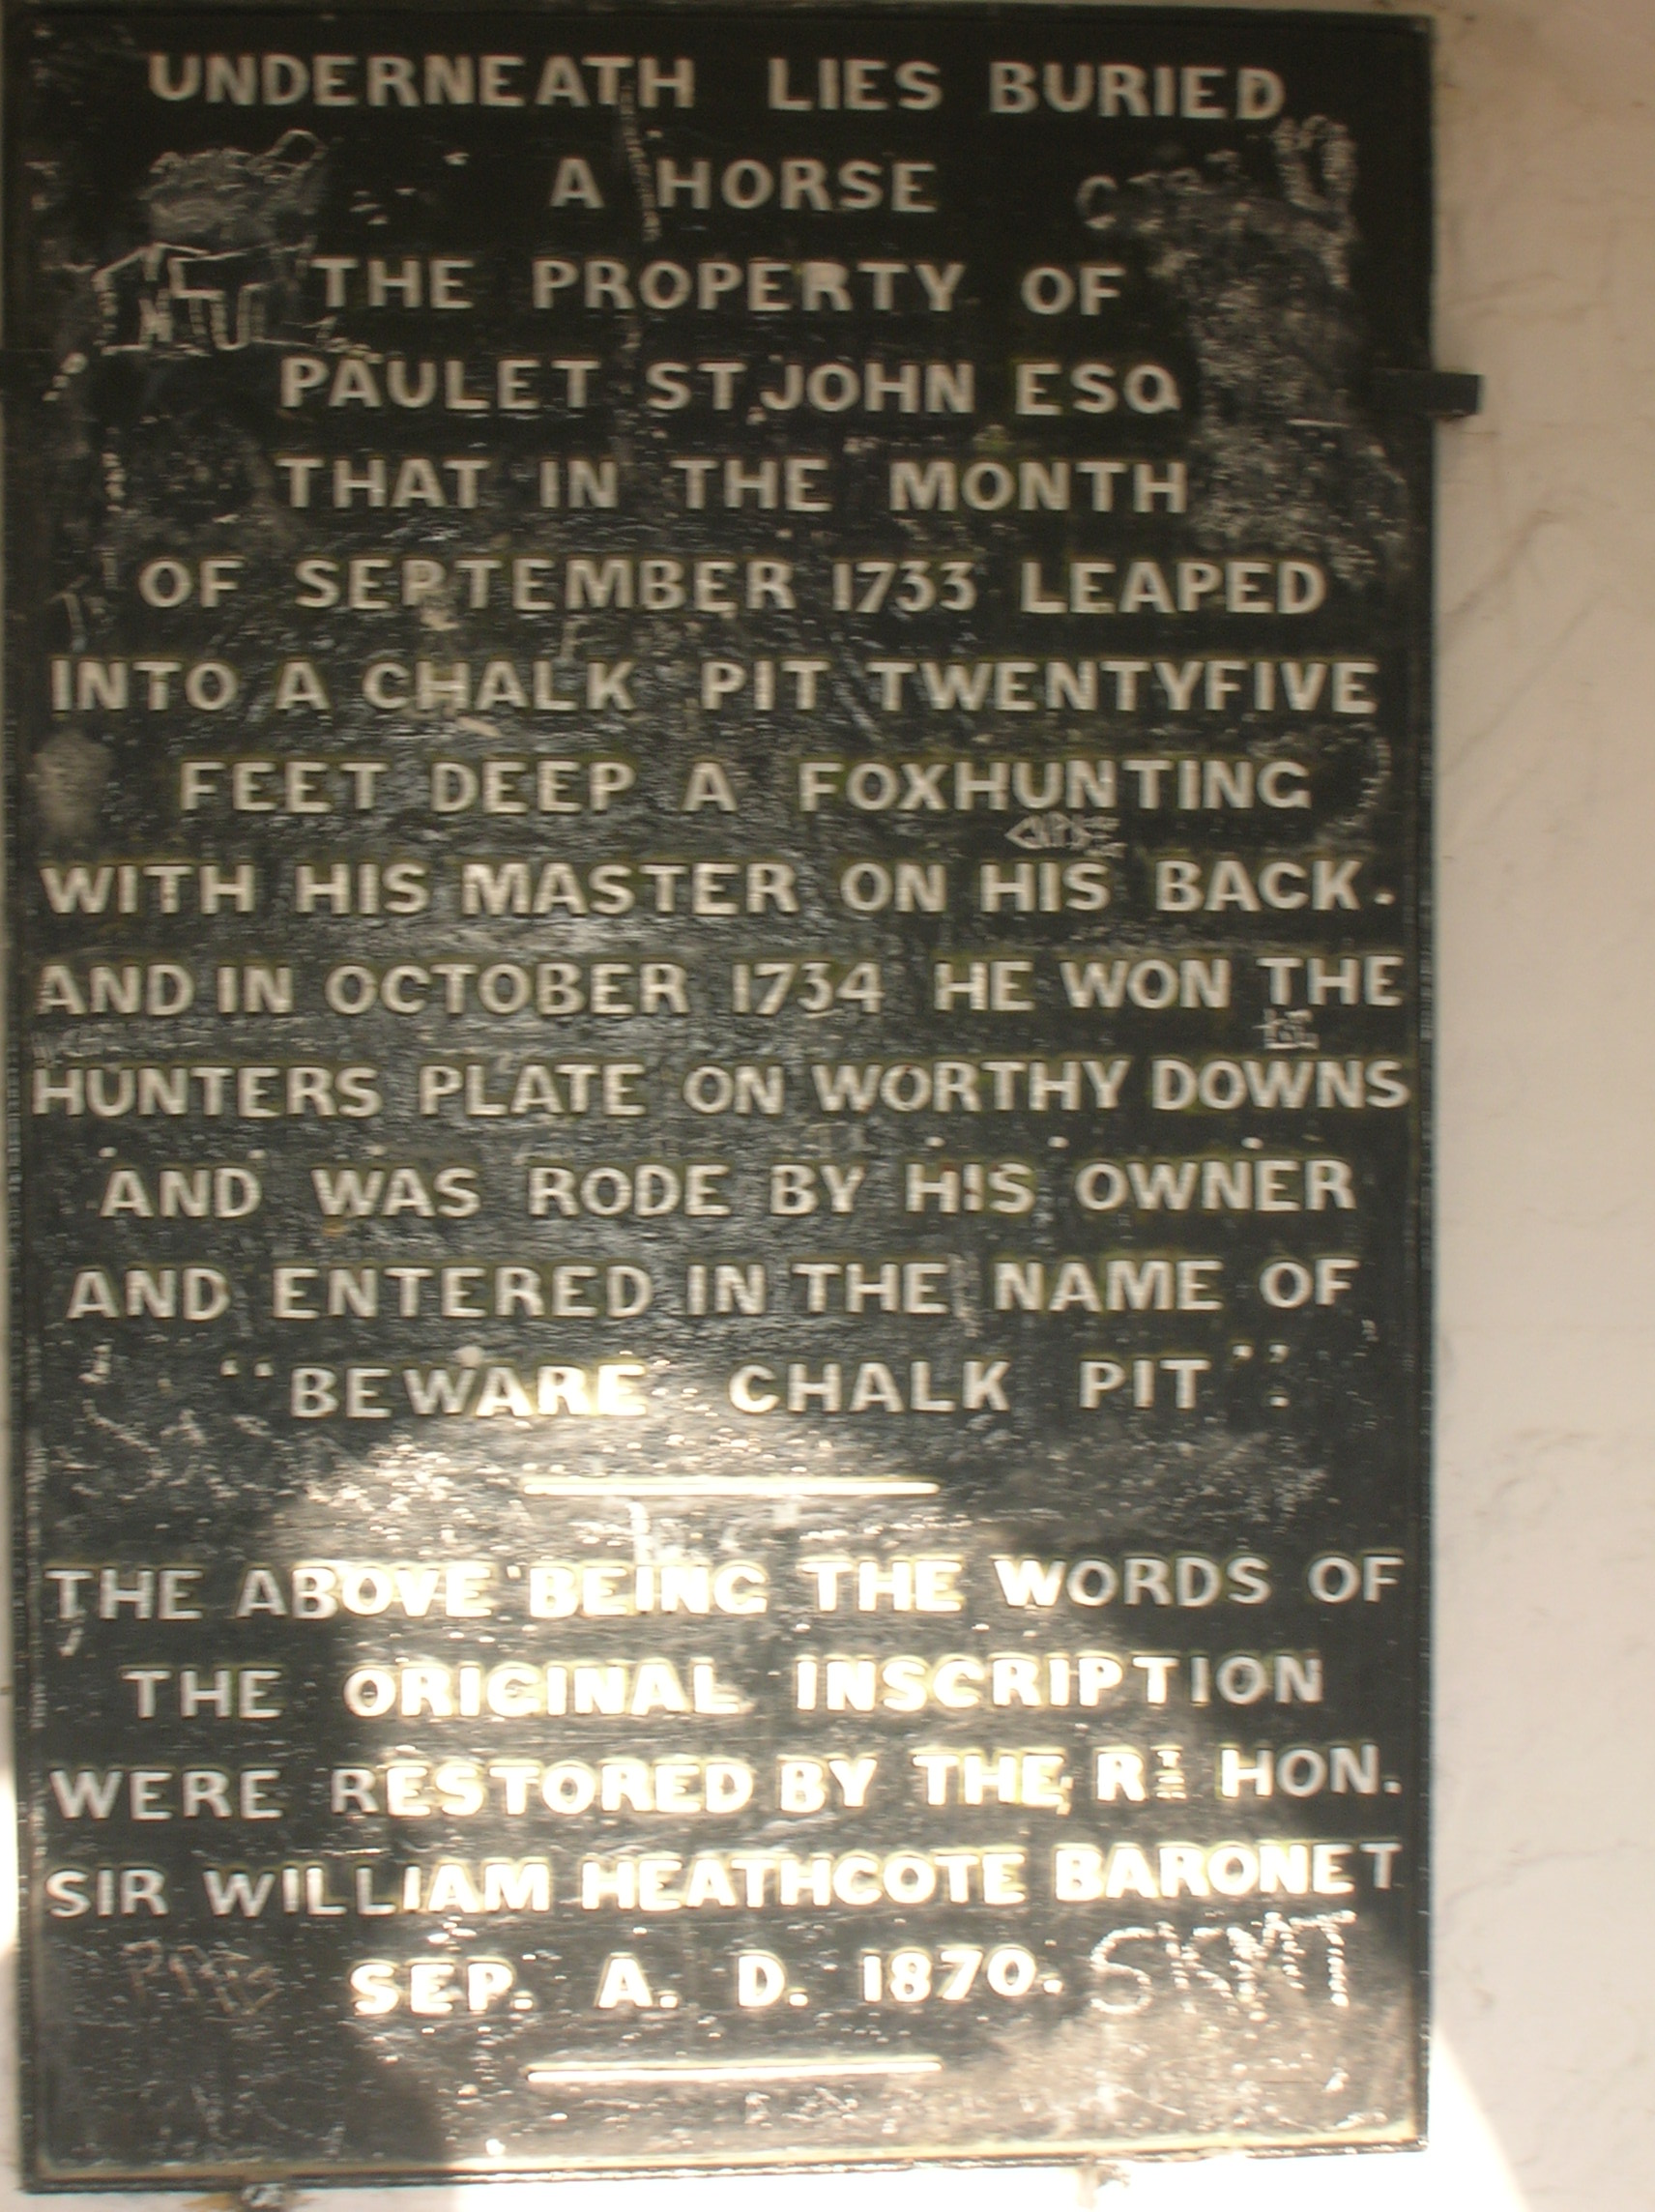 UNDERNEATH LIES BURIED
A HORSE
THE PROPERTY OF
PAULET ST JOHN ESQ
THAT IN THE MONTH
OF SEPTEMBER 1733 LEAPED
INTO A CHALK PIT TWENTYFIVE
FEET DEEP A FOXHUNTING
WITH HIS MASTER ON HIS BACK.
AND IN OCTOBER 1734 HE WON THE
HUNTERS PLATE ON WORTHY DOWNS
AND WAS RODE BY HIS OWNER
AND ENTERED IN THE NAME OF
"BEWARE CHALK PIT".
THE ABOVE BEING THE WORDS OF
THE ORIGINAL INSCRIPTION
WERE RESTORED BY THE RT HON.
SIR WILLIAM HEATHCOTE BARONET
SEP. A. D. 1870.